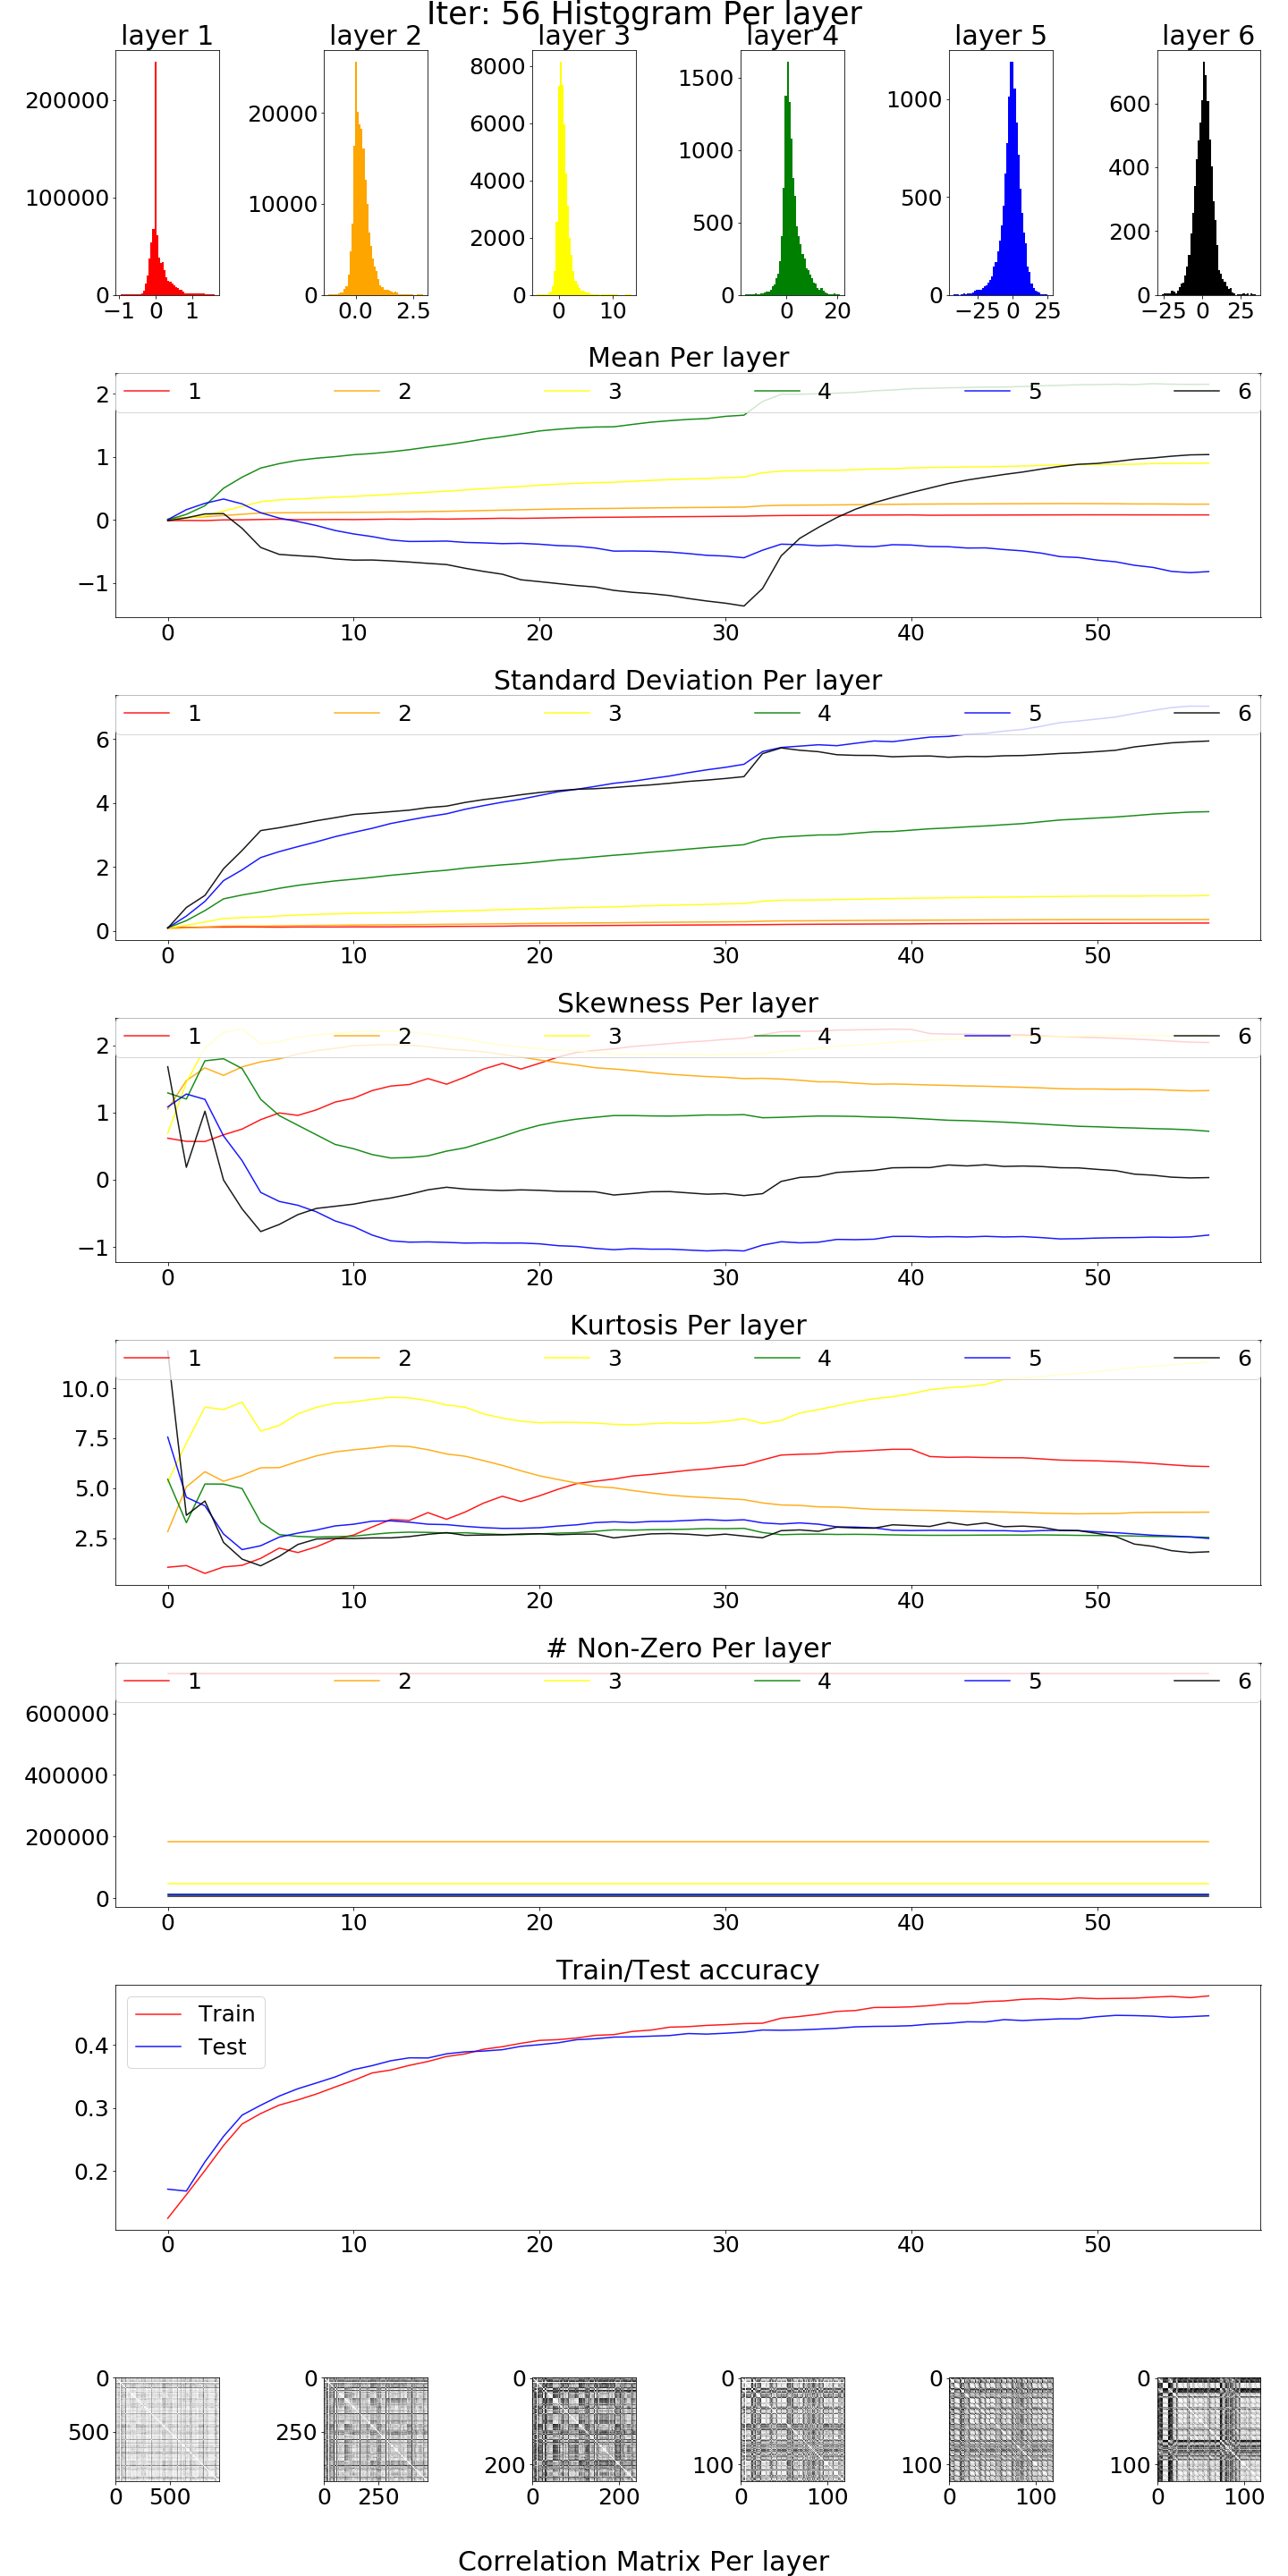 Iter: 56 Histogram Per layer
layer 1 layer 2 layer 3 layer 4 layer 5 layer 6
200000 100000 0
−1 0 1
20000 10000 0
0.0 2.5
8000 6000 4000 2000 0
0 10
1500 1000 500 0
0 20
1000 500 0
−25 0 25
600 400 200 0
−25 0 25
Mean Per layer
1 2 3 4 5 6
2
1
0
−1
0 10 20 30 40 50
Standard Deviation Per layer
1 2 3 4 5 6
6
4
2
0
0 10 20 30 40 50
Skewness Per layer
1 2 3 4 5 6
2
1
0
−1
0 10 20 30 40 50
Kurtosis Per layer
1 2 3 4 5 6
10.0
7.5
5.0
2.5
0 10 20 30 40 50
# Non-Zero Per layer
1 2 3 4 5 6
600000
400000
200000
0
0 10 20 30 40 50
Train/Test accuracy
Train
Test
0.4
0.3
0.2
0 10 20 30 40 50
0 500
0 500
0 250
0 250
0 200
0 200
0 100
0 100
0 100
0 100
0 100
0 100
Correlation Matrix Per layer